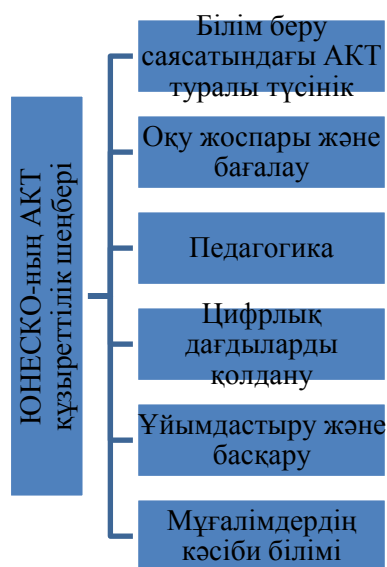 ЮНЕСКО-ның АКТ
құзыреттілік шеңбері
Білім беру
саясатындағы АКТ
туралы түсінік
Оқу жоспары және
бағалау
Педагогика
Цифрлық
дағдыларды
қолдану
Ұйымдастыру және
басқару
Мұғалімдердің
кәсіби білімі